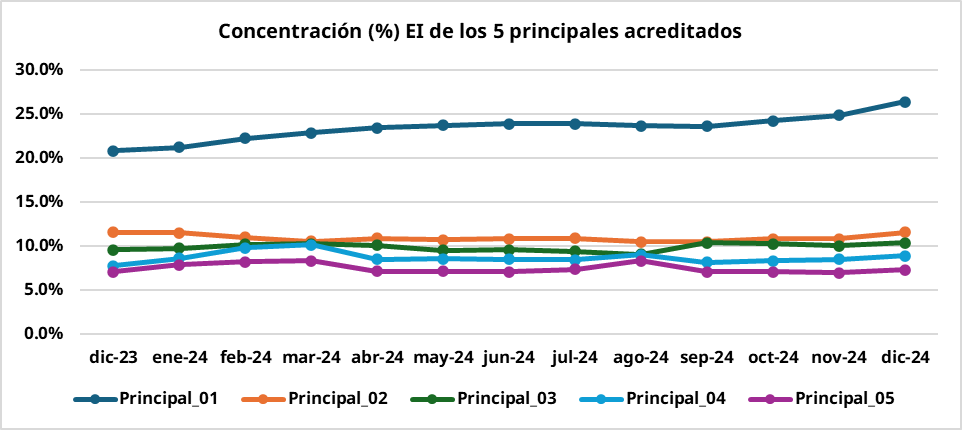 Concentración (%) EI de los 5 principales acreditados
30.0%
25.0%
20.0%
15.0%
10.0%
5.0%
0.0%
dic-23 ene-24 feb-24 mar-24 abr-24 may-24 jun-24 jul-24 ago-24 sep-24 oct-24 nov-24 dic-24
Principal_01 Principal_02 Principal_03 Principal_04 Principal_05